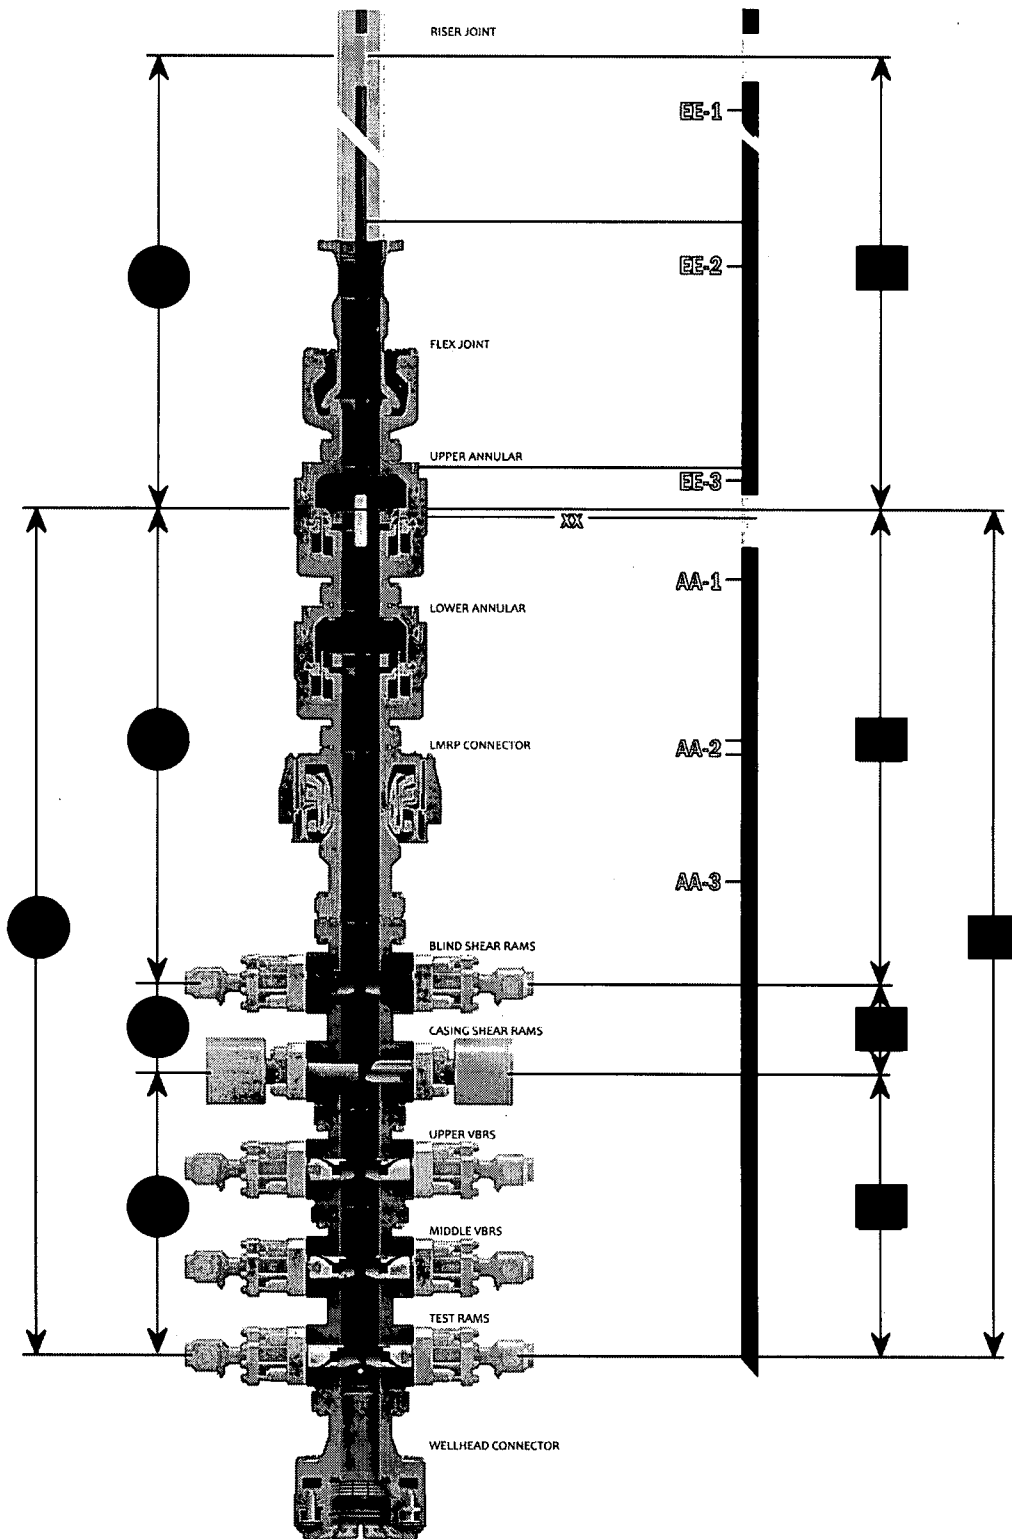 RISER JOINT
EE-1
EE-2
FLEX JOINT
UPPER ANNULAR
EE-3
XX
AA-1
LOWER ANNULAR
LMRP CONNECTOR
AA-2
AA-3
BLIND SHEAR RAMS
CASING SHEAR RAMS
UPPER VBRS
MIDDLE VBRS
TEST RAMS
WELLHEAD CONNECTOR